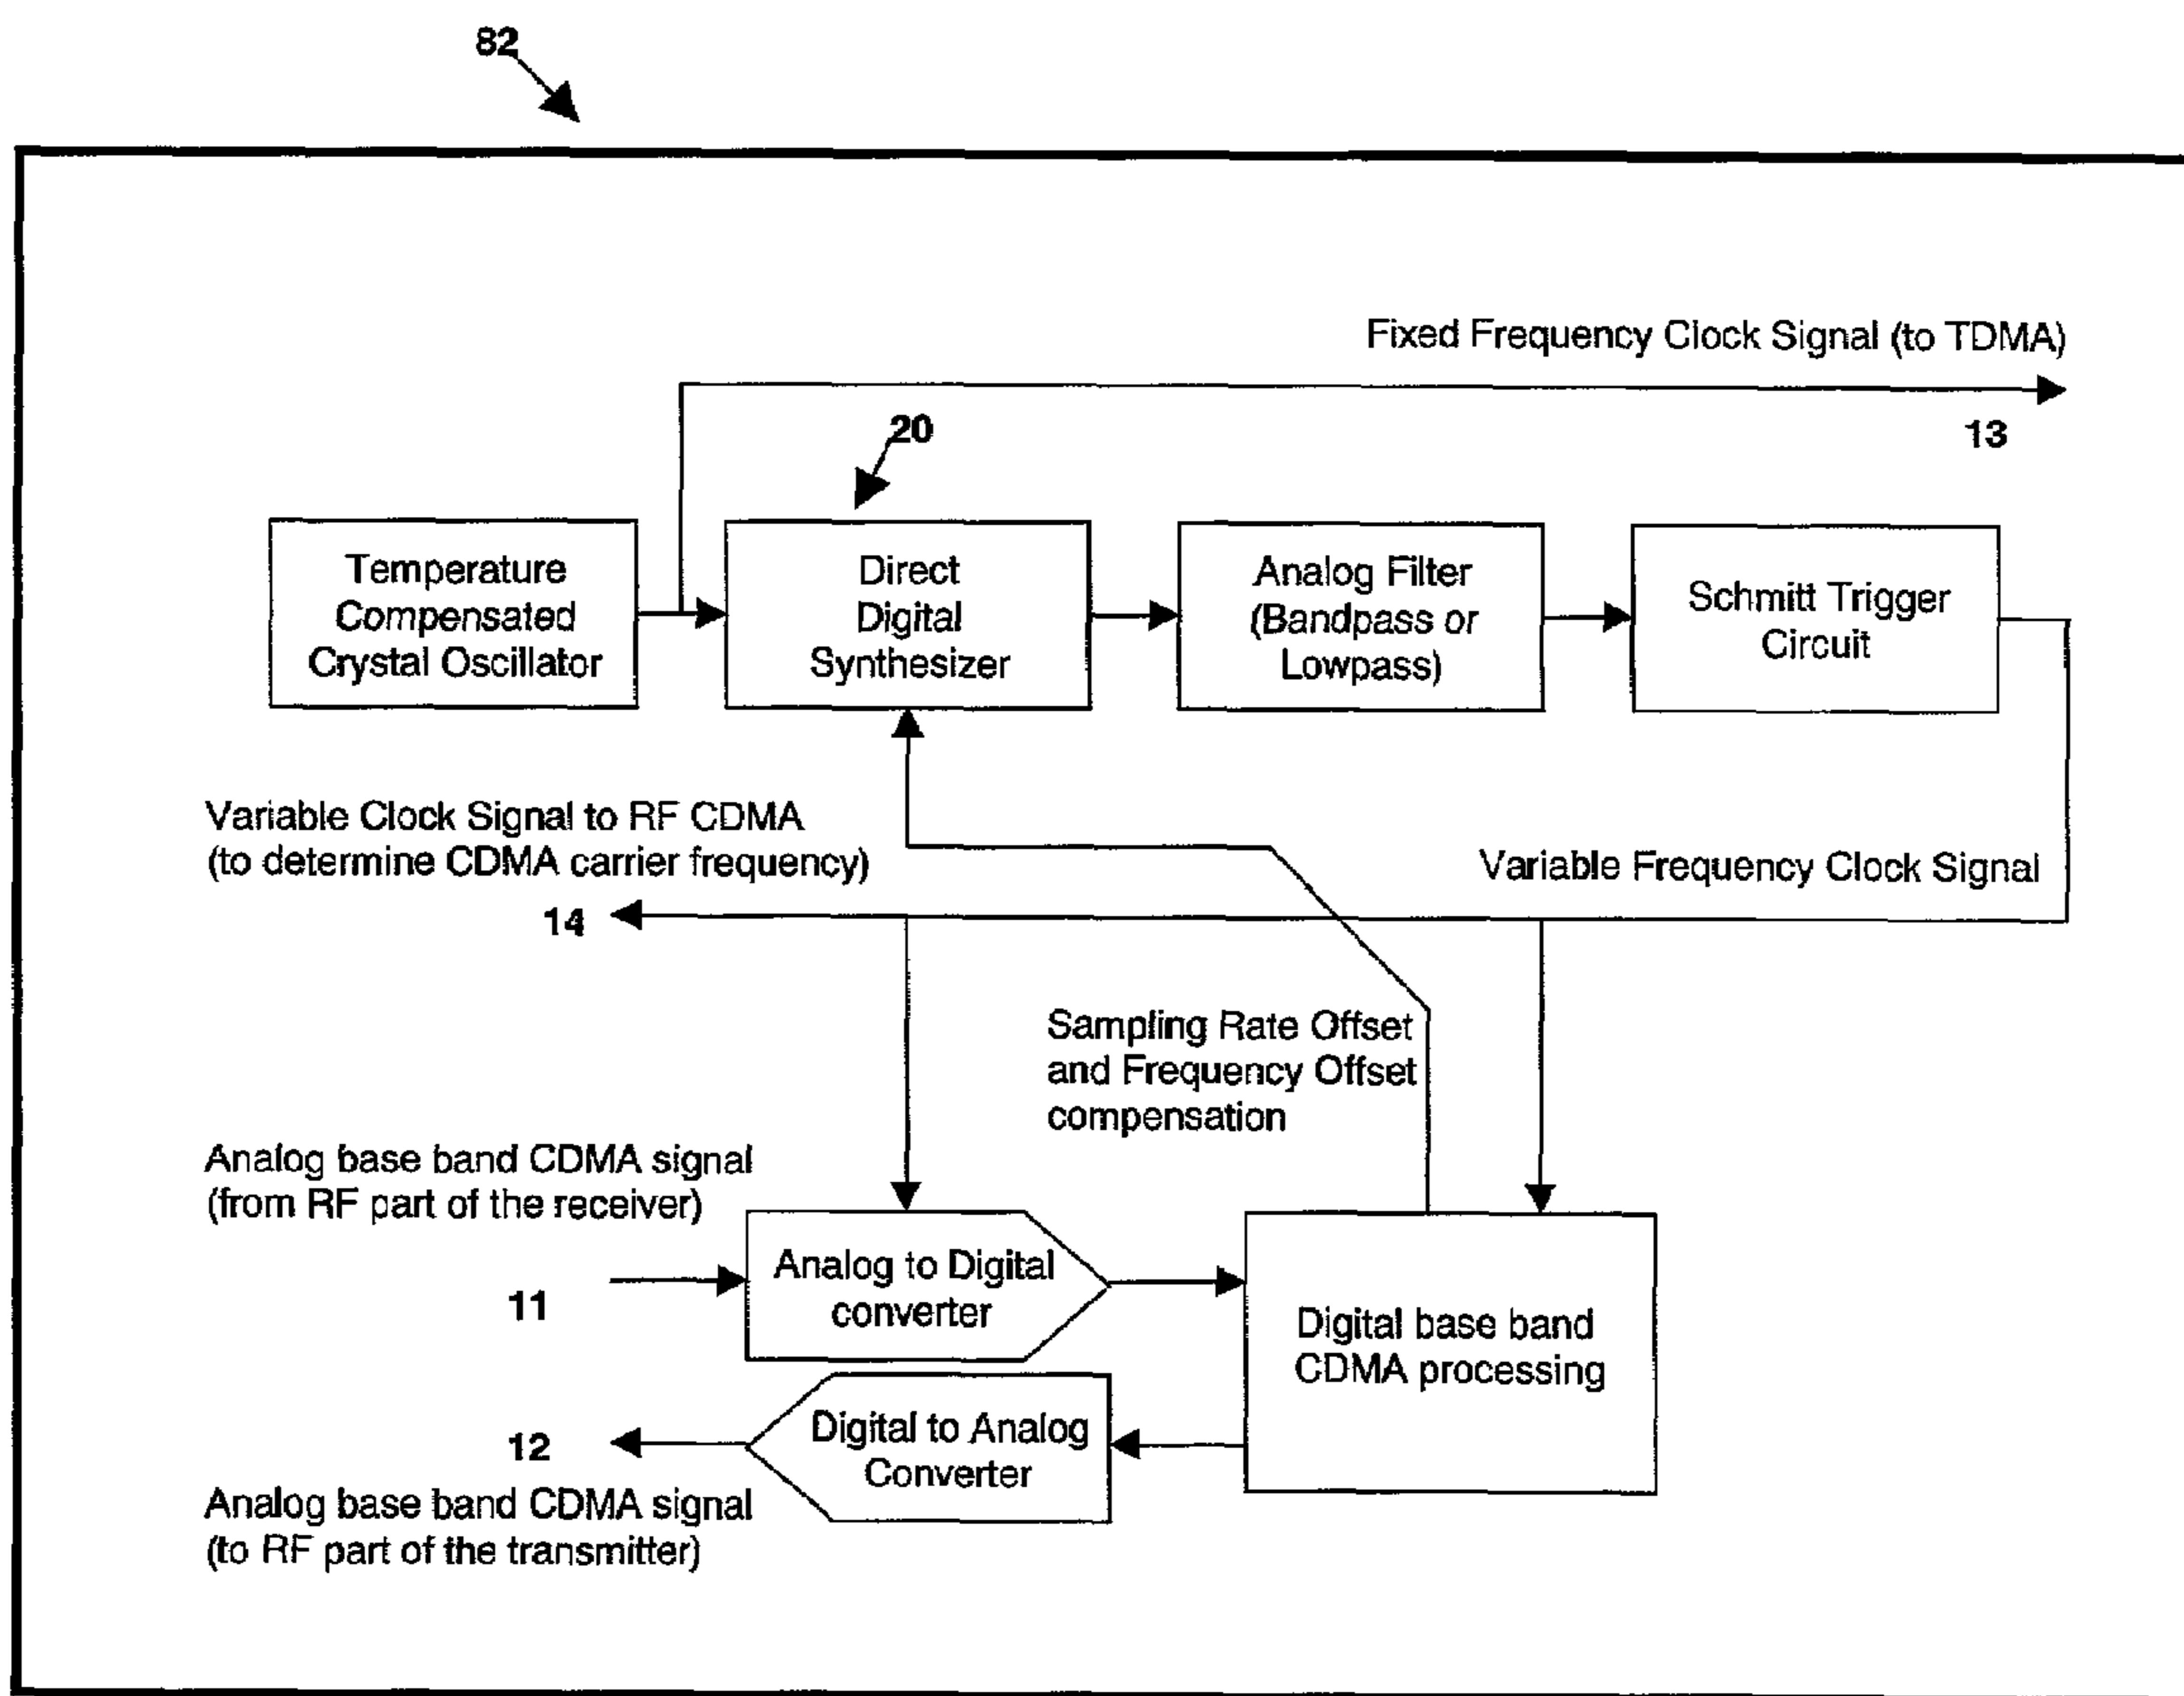 82
Fixed Frequency Clock Signal (to TDMA)
13
20
Temperature
Compensated
Crystal Oscillator
Direct
Digital
Synthesizer
Analog Filter
(Bandpass or
Lowpass)
Schmitt Trigger
Circuit
Variable Clock Signal to RF CDMA
(to determine CDMA carrier frequency)
14
Variable Frequency Clock Signal
Sampling Rate Offset
and Frequency Offset
compensation
Analog base band CDMA signal
(from RF part of the receiver)
11
Analog to Digital
converter
Digital base band
CDMA processing
12
Digital to Analog
Converter
Analog base band CDMA signal
(to RF part of the transmitter)